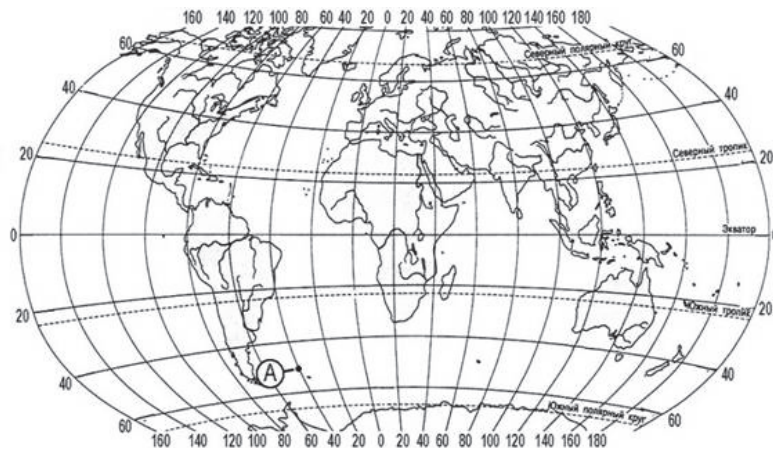 160 140 120 100 80 60 40 20 0 20 40 60 80 100 120 140 160 180
60 Северный полярный круг 60
40 40
20 Северный тропик 20
Экватор
0 0
Южный тропик
20 20
А
40 40
Южный полярный круг
60 60
160 140 120 100 80 60 40 20 0 20 40 60 80 100 120 140 160 180